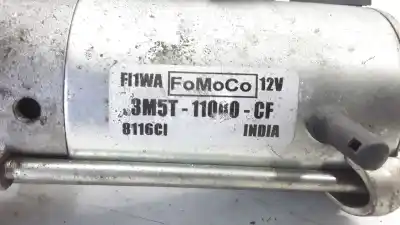 FI1WA FoMoCo 12V
3M5T-11000-CF
8116CI INDIA